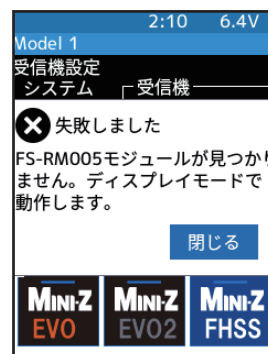 2:10 6.4V
Model 1
受信機設定
システム 受信機
失敗しました
FS-RM005モジュールが見つかり
ません。ディスプレイモードで
動作します。
閉じる
MINI-Z MINI-Z MINI-Z
EVO EVO2 FHSS